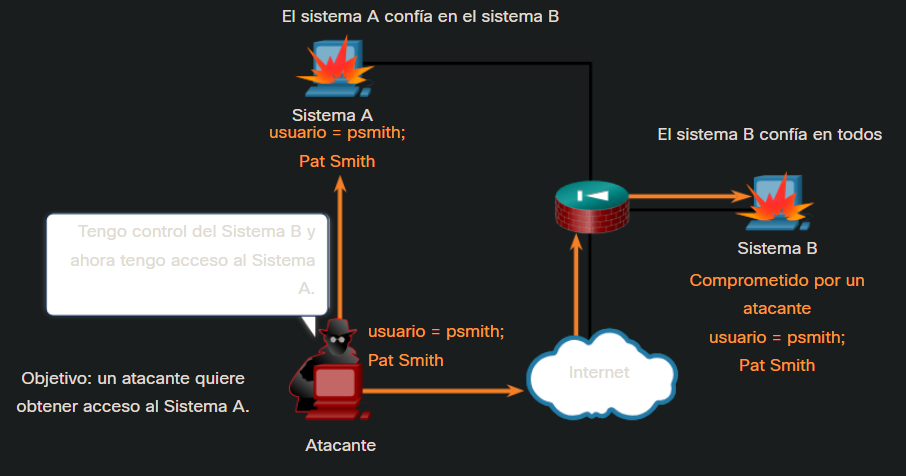 El sistema A confía en el sistema B
Sistema A
usuario = psmith;
Pat Smith
El sistema B confía en todos
Sistema B
Comprometido por un
atacante
usuario = psmith;
Pat Smith
Tengo control del Sistema B y
ahora tengo acceso al Sistema
A.
usuario = psmith;
Pat Smith
Internet
Objetivo: un atacante quiere
obtener acceso al Sistema A.
Atacante